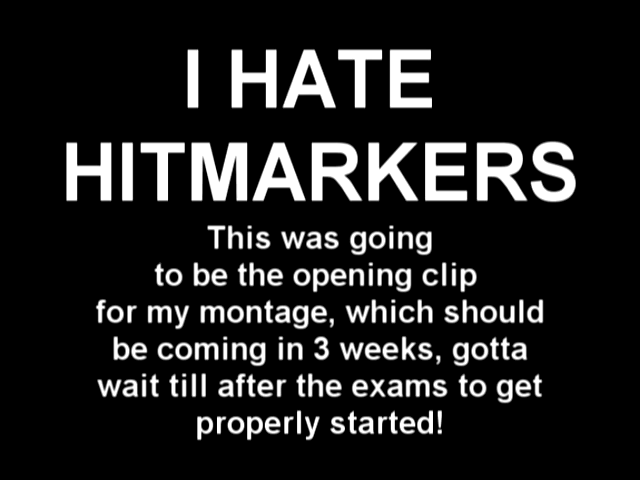 I HATE
HITMARKERS
This was going
to be the opening clip
for my montage, which should
be coming in 3 weeks, gotta
wait till after the exams to get
properly started!